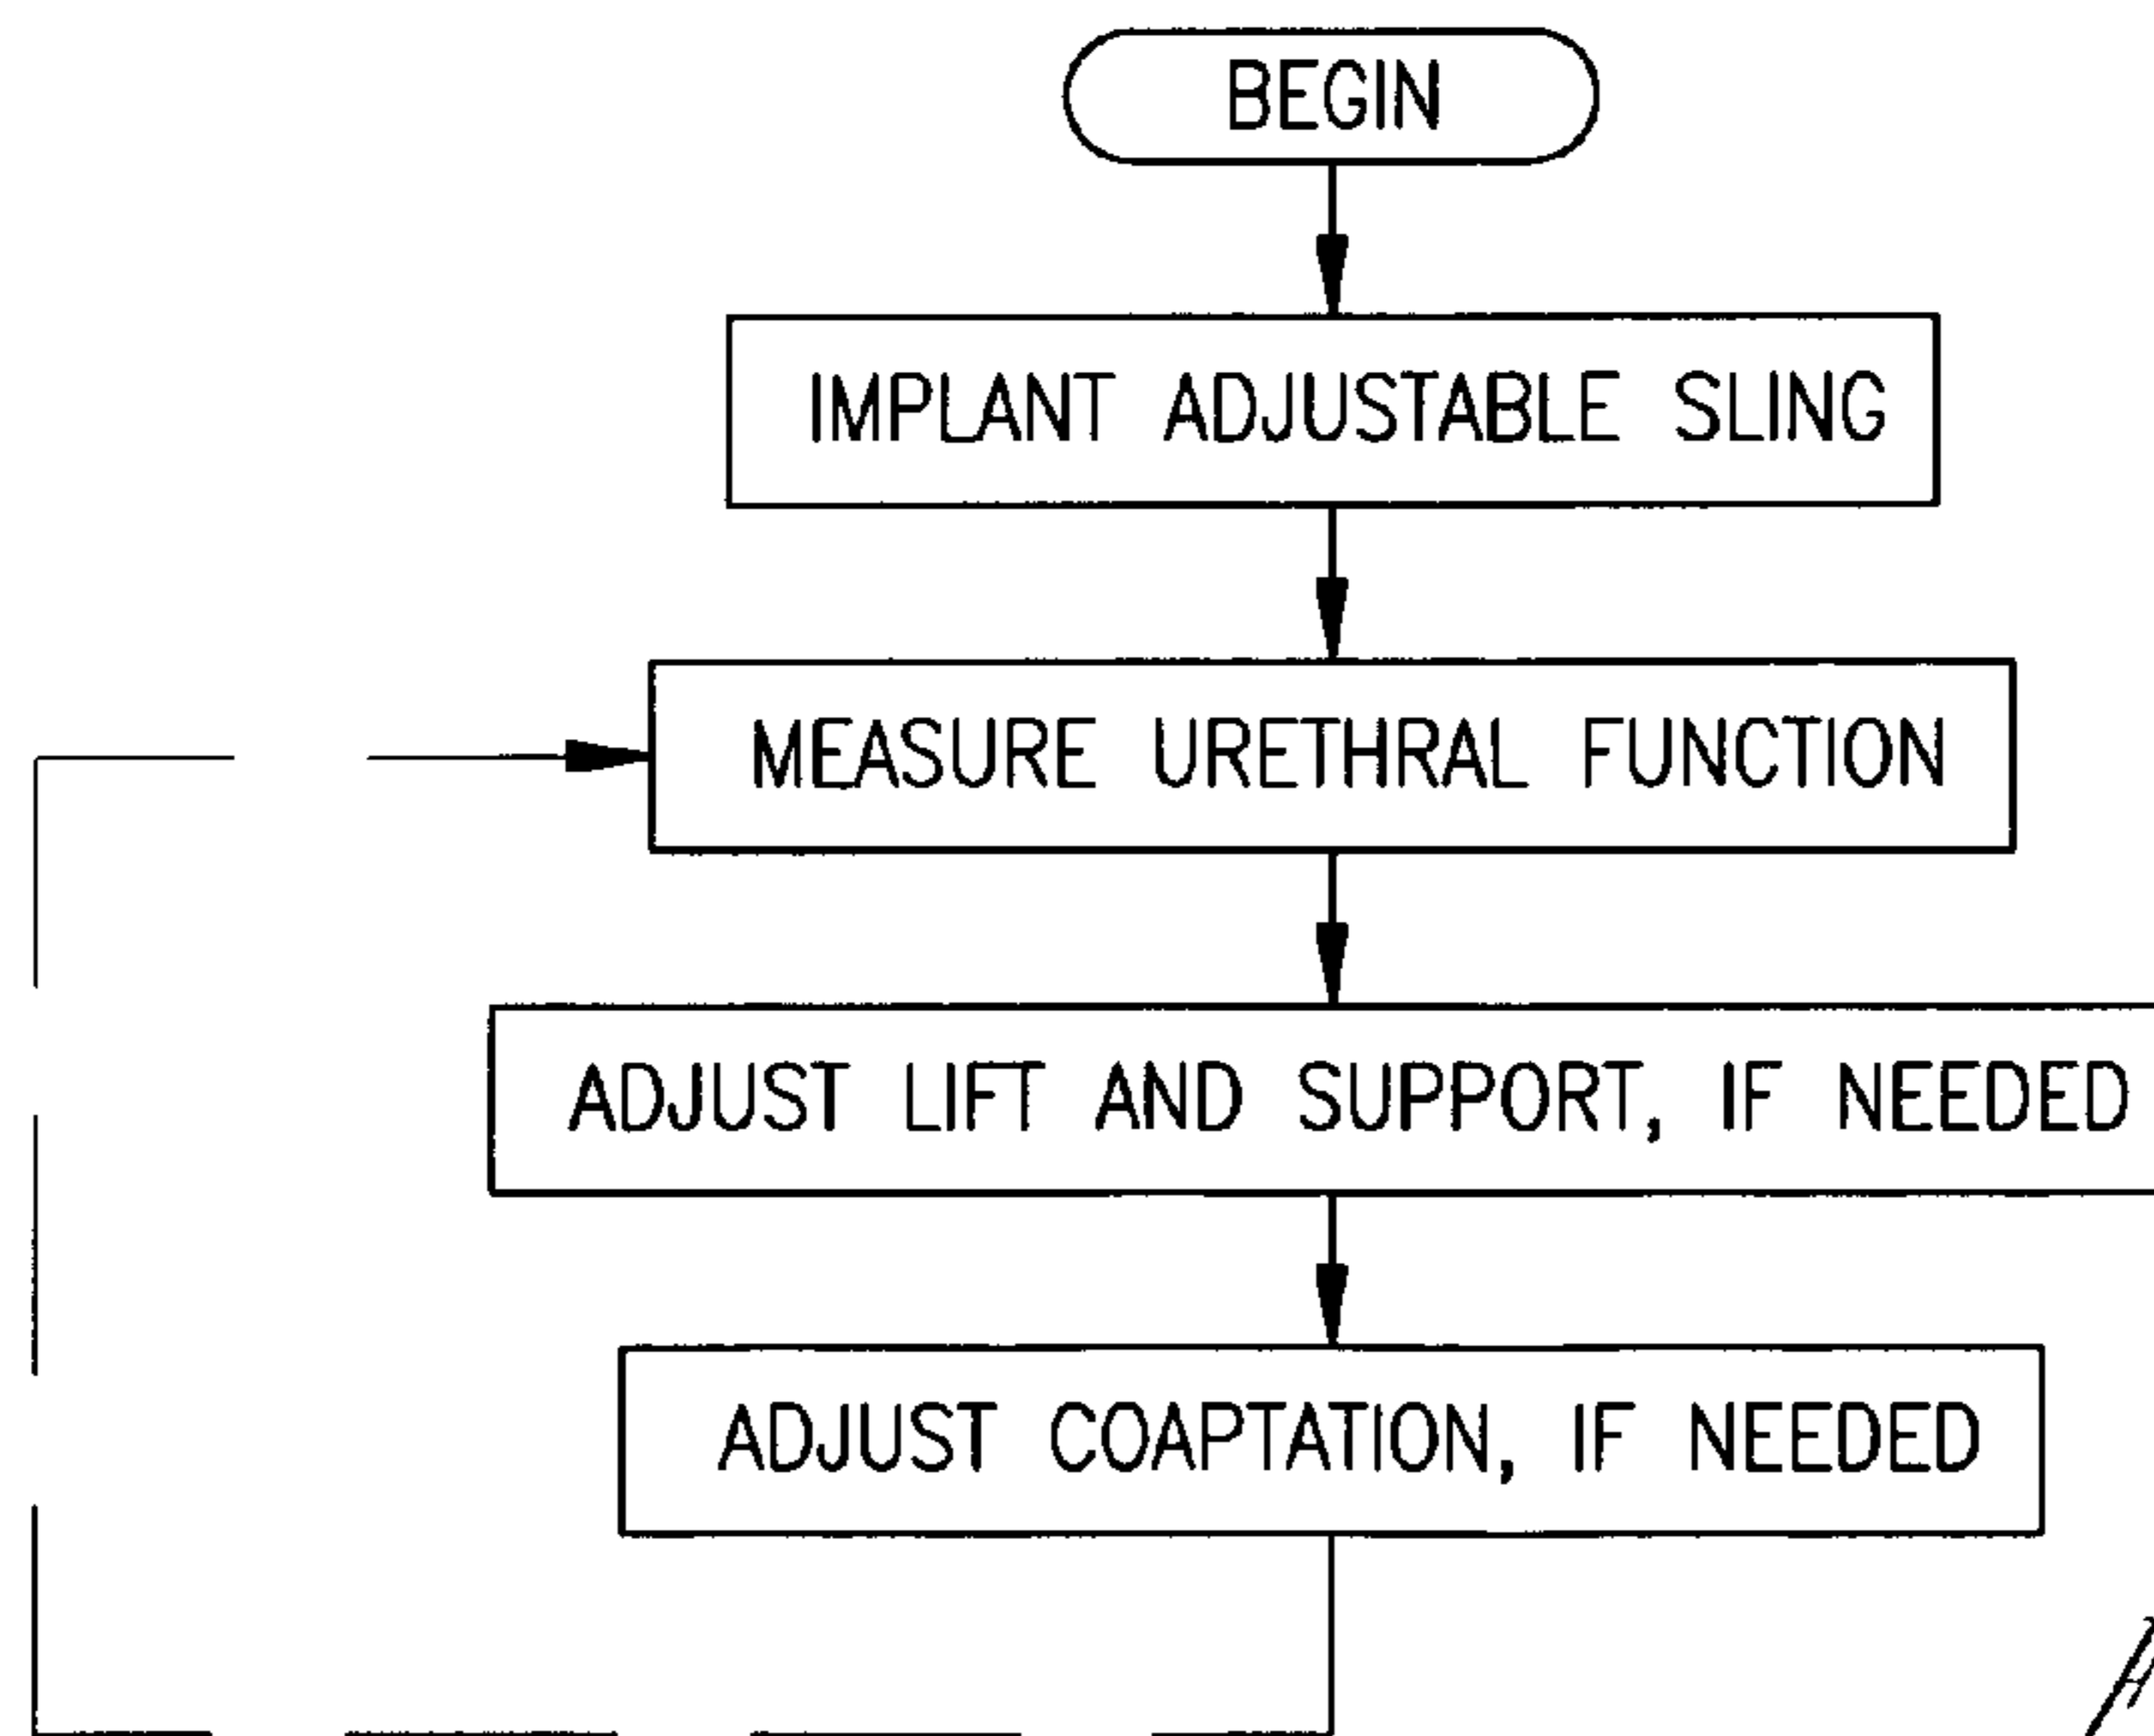 BEGIN
IMPLANT ADJUSTABLE SLING
MEASURE URETHRAL FUNCTION
ADJUST LIFT AND SUPPORT, IF NEEDED
ADJUST COAPTATION, IF NEEDED